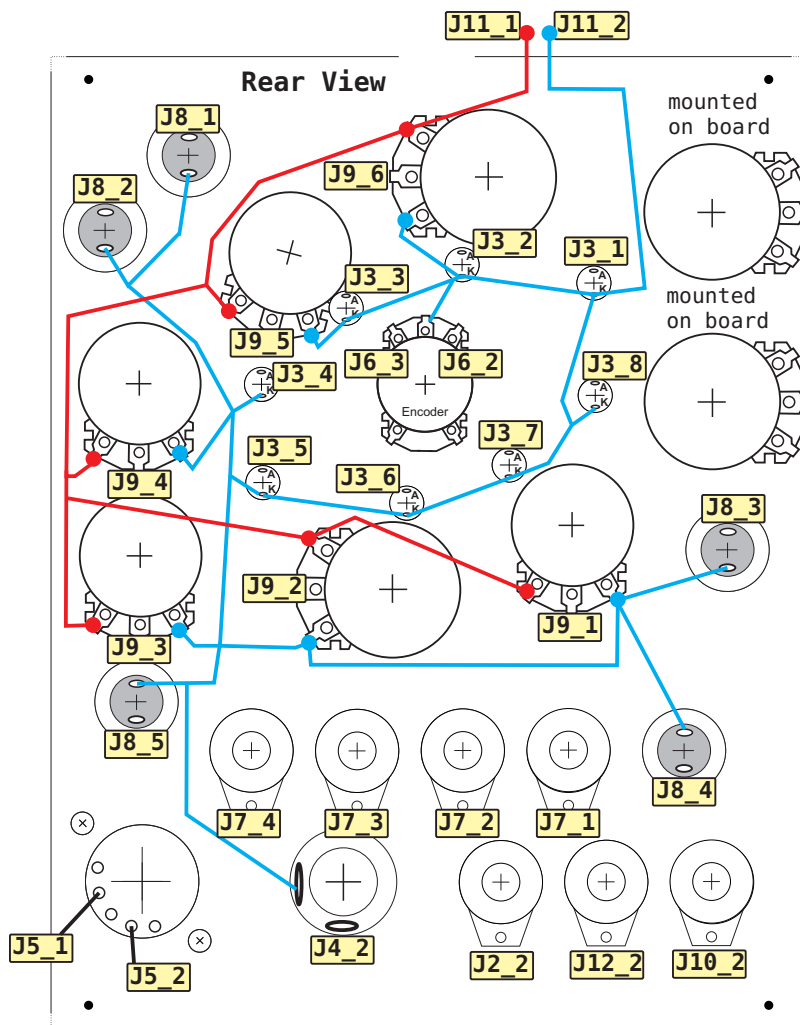 J11_1
J11_2
Rear View
mounted
on board
J8_1
J8_2
J9_6
J3_2
A
K
J3_1
A
K
J3_3
A
K
mounted
on board
J9_5
J6_3
J6_2
J3_4
A
K
J3_8
A
K
Encoder
J3_7
A
K
J3_5
A
K
J3_6
A
K
J9_4
J8_3
J9_2
J9_1
J9_3
J8_5
J8_4
J7_4
J7_3
J7_2
J7_1
J5_1
J5_2
J4_2
J2_2
J12_2
J10_2